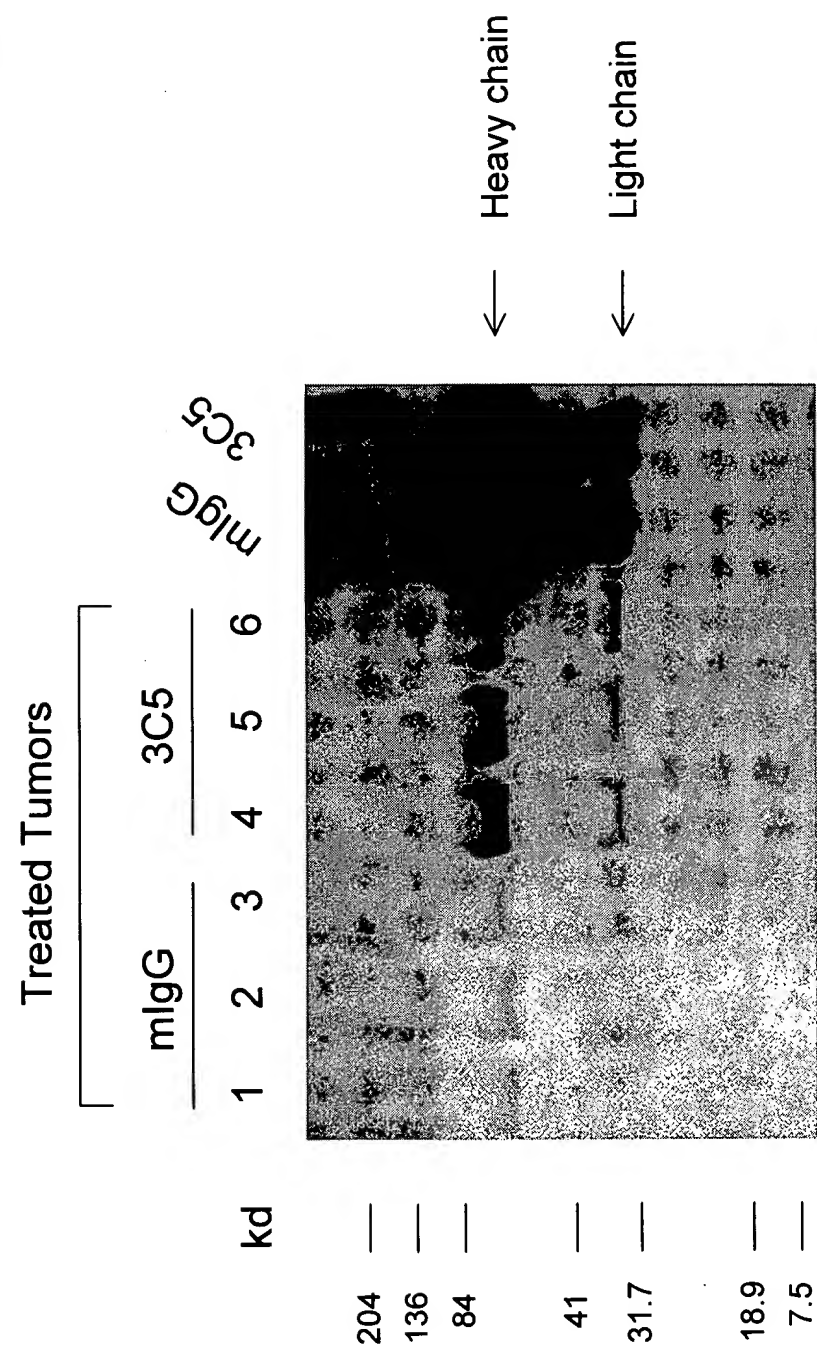 Treated Tumors
mIgG 3C5
kd 1 2 3 4 5 6 mIgG 3C5
204
136
84
41
31.7
18.9
7.5
Heavy chain
Light chain